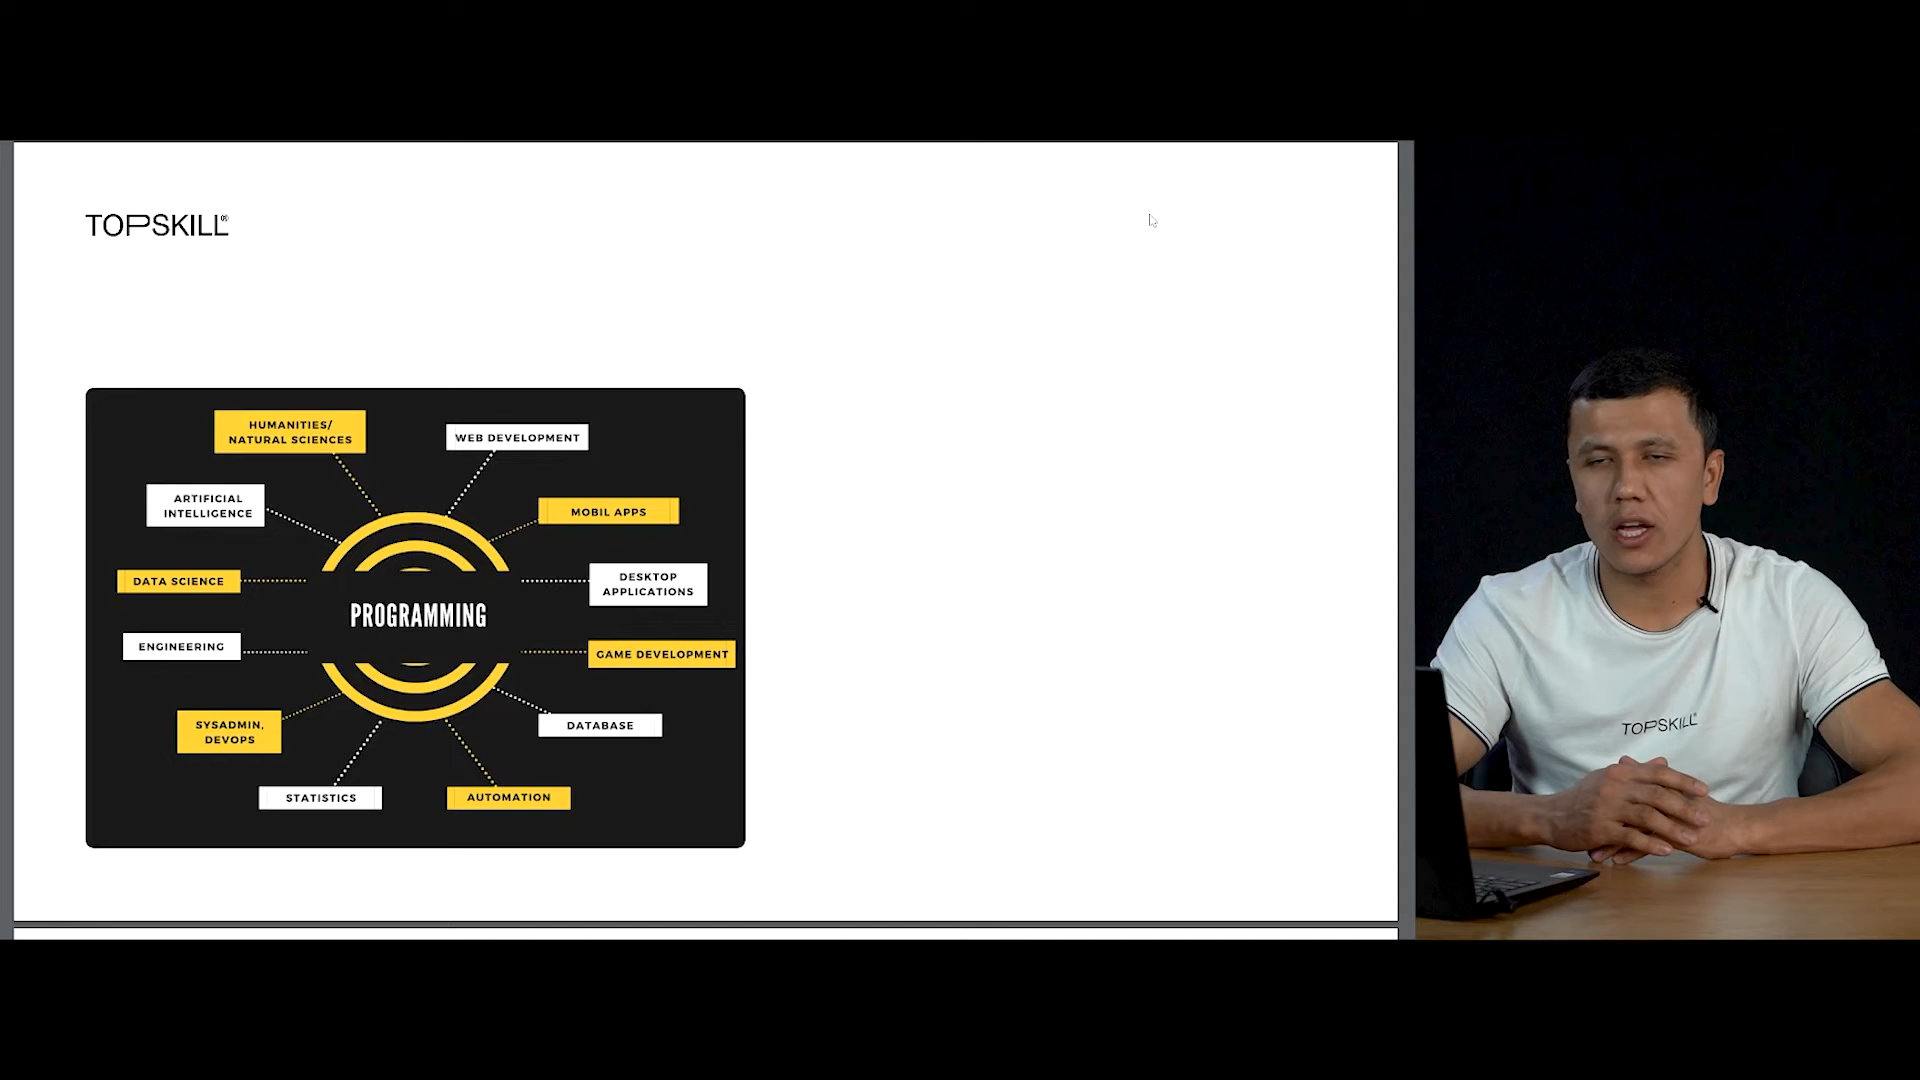 TOPSKILL®
HUMANITIES/
NATURAL SCIENCES
WEB DEVELOPMENT
ARTIFICIAL
INTELLIGENCE
MOBIL APPS
DATA SCIENCE
DESKTOP
APPLICATIONS
PROGRAMMING
ENGINEERING
GAME DEVELOPMENT
SYSADMIN,
DEVOPS
DATABASE
STATISTICS
AUTOMATION
TOPSKILL